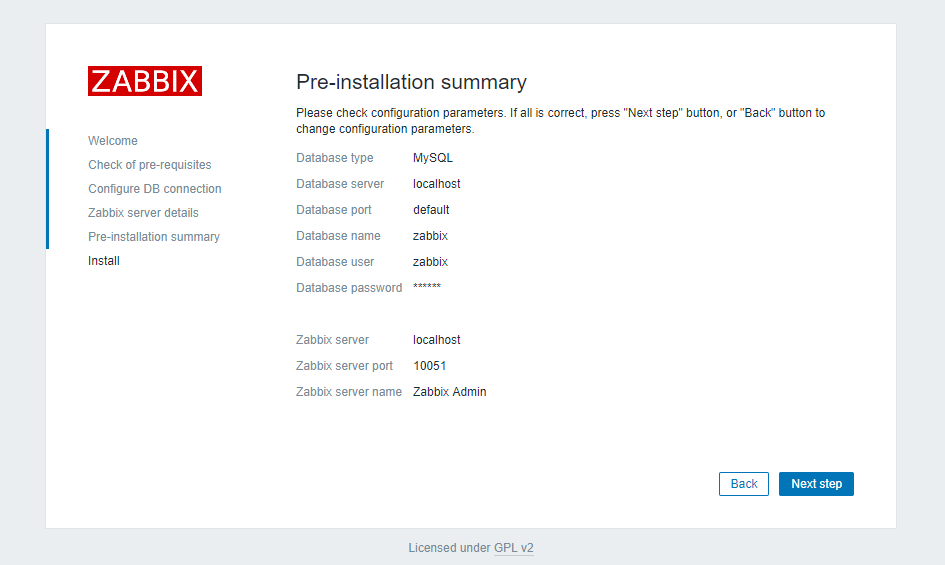 ZABBIX
Welcome
Check of pre-requisites
Configure DB connection
Zabbix server details
Pre-installation summary
Install
Pre-installation summary
Please check configuration parameters. If all is correct, press "Next step" button, or "Back" button to
change configuration parameters.
Database type MySQL
Database server localhost
Database port default
Database name zabbix
Database user zabbix
Database password ******
Zabbix server localhost
Zabbix server port 10051
Zabbix server name Zabbix Admin
Back Next step
Licensed under GPL v2